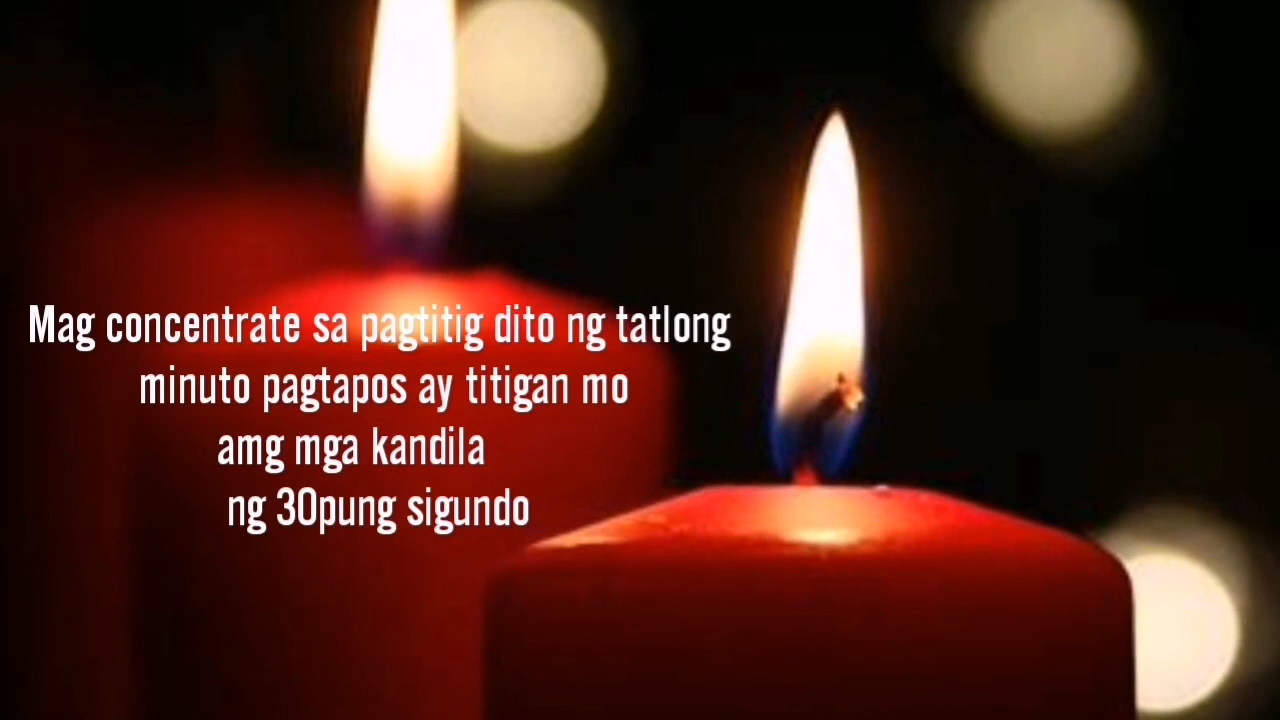 Mag concentrate sa pagtitig dito ng tatlong
minuto pagtapos ay titigan mo
amg mga kandila
ng 30pung sigundo